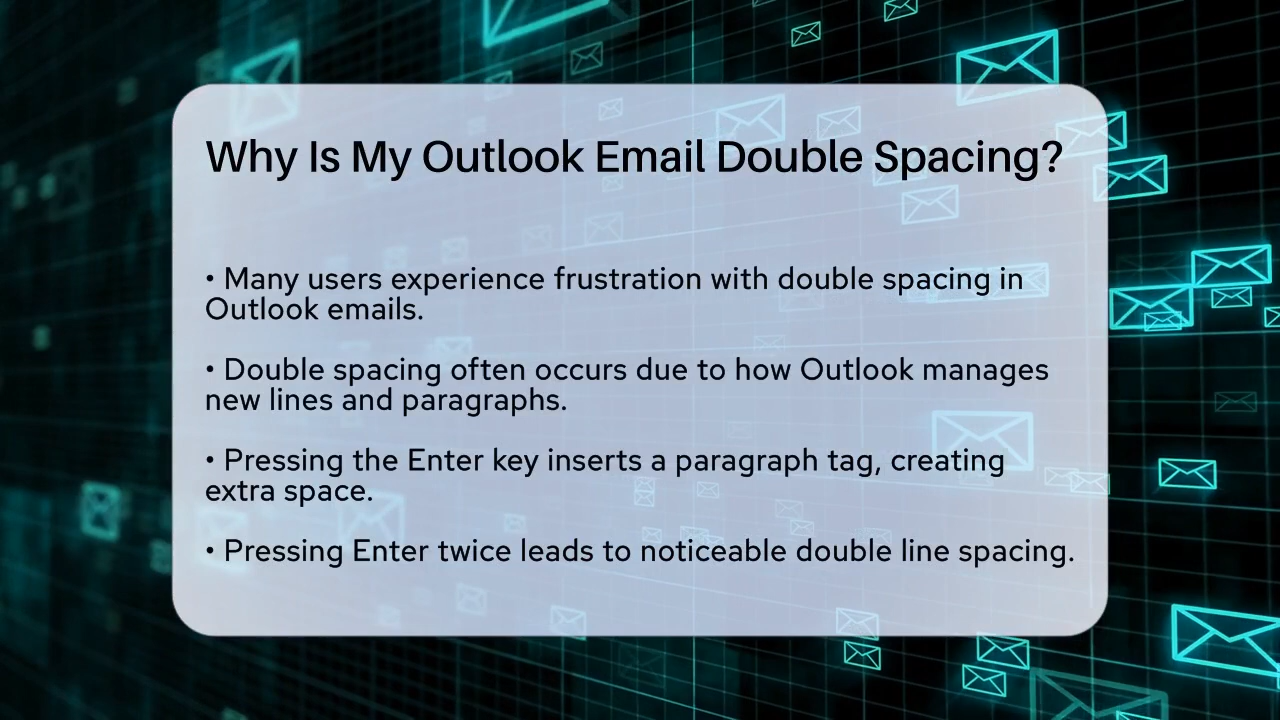 Why Is My Outlook Email Double Spacing?
• Many users experience frustration with double spacing in
Outlook emails.
• Double spacing often occurs due to how Outlook manages
new lines and paragraphs.
• Pressing the Enter key inserts a paragraph tag, creating
extra space.
• Pressing Enter twice leads to noticeable double line spacing.